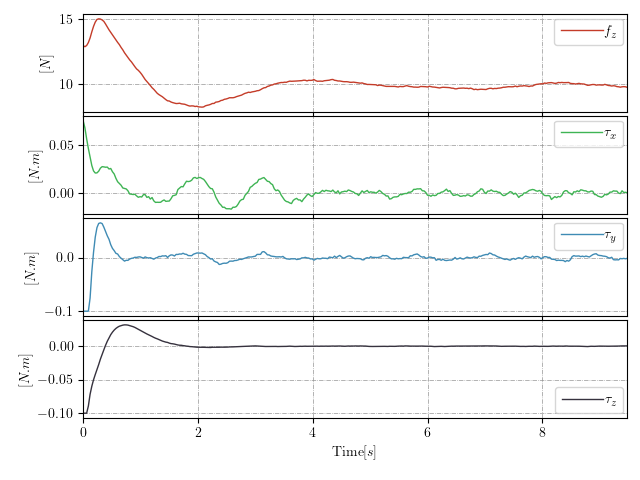 15
10
[N]
f_z
0.05
0.00
[N.m]
τ_x
0.0
−0.1
[N.m]
τ_y
0.00
−0.05
−0.10
[N.m]
τ_z
0 2 4 6 8
Time[s]